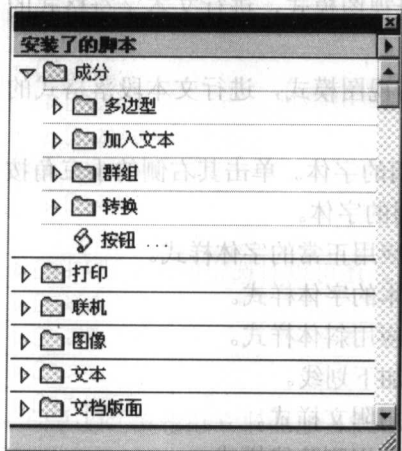 安装了的脚本
成分
多边型
加入文本
群组
转换
按钮 ...
打印
联机
图像
文本
文档版面